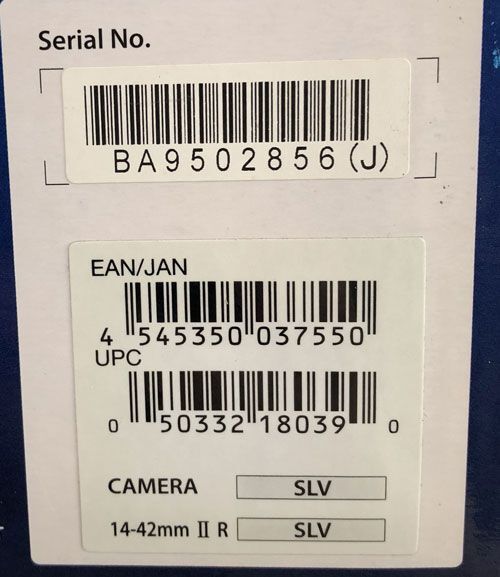 Serial No.
BA9502856(J)
EAN/JAN
4 545350 037550
UPC
0 50332 18039 0
CAMERA SLV
14-42mm II R SLV